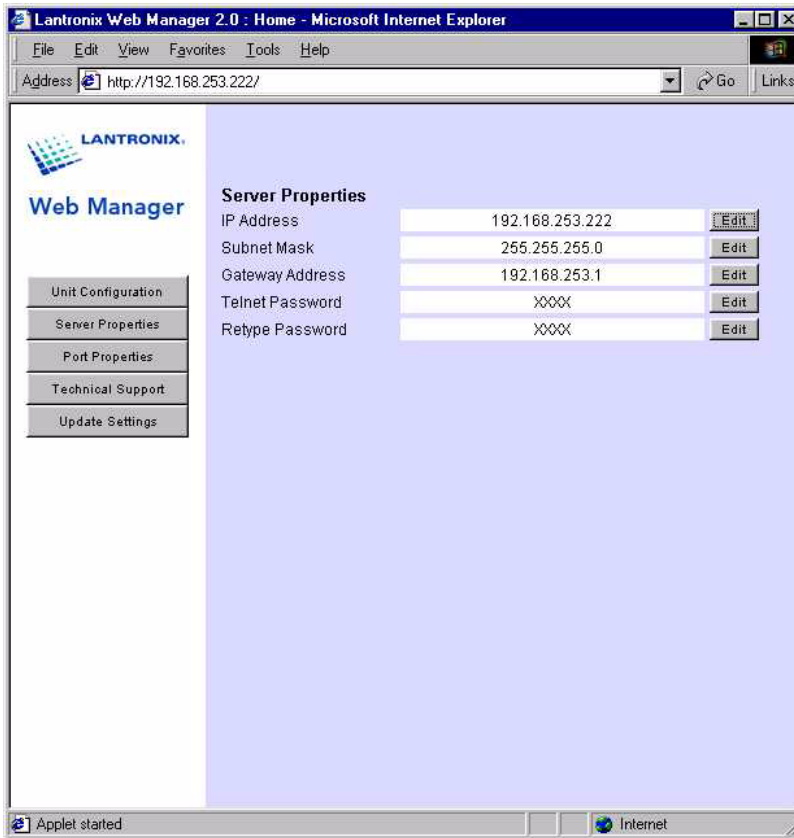 Lantronix Web Manager 2.0 : Home - Microsoft Internet Explorer
File Edit View Favorites Tools Help
Address http://192.168.253.222/ Go Links
LANTRONIX.
Web Manager
Unit Configuration
Server Properties
Port Properties
Technical Support
Update Settings
Server Properties
IP Address 192.168.253.222 Edit
Subnet Mask 255.255.255.0 Edit
Gateway Address 192.168.253.1 Edit
Telnet Password XXXX Edit
Retype Password XXXX Edit
Applet started Internet